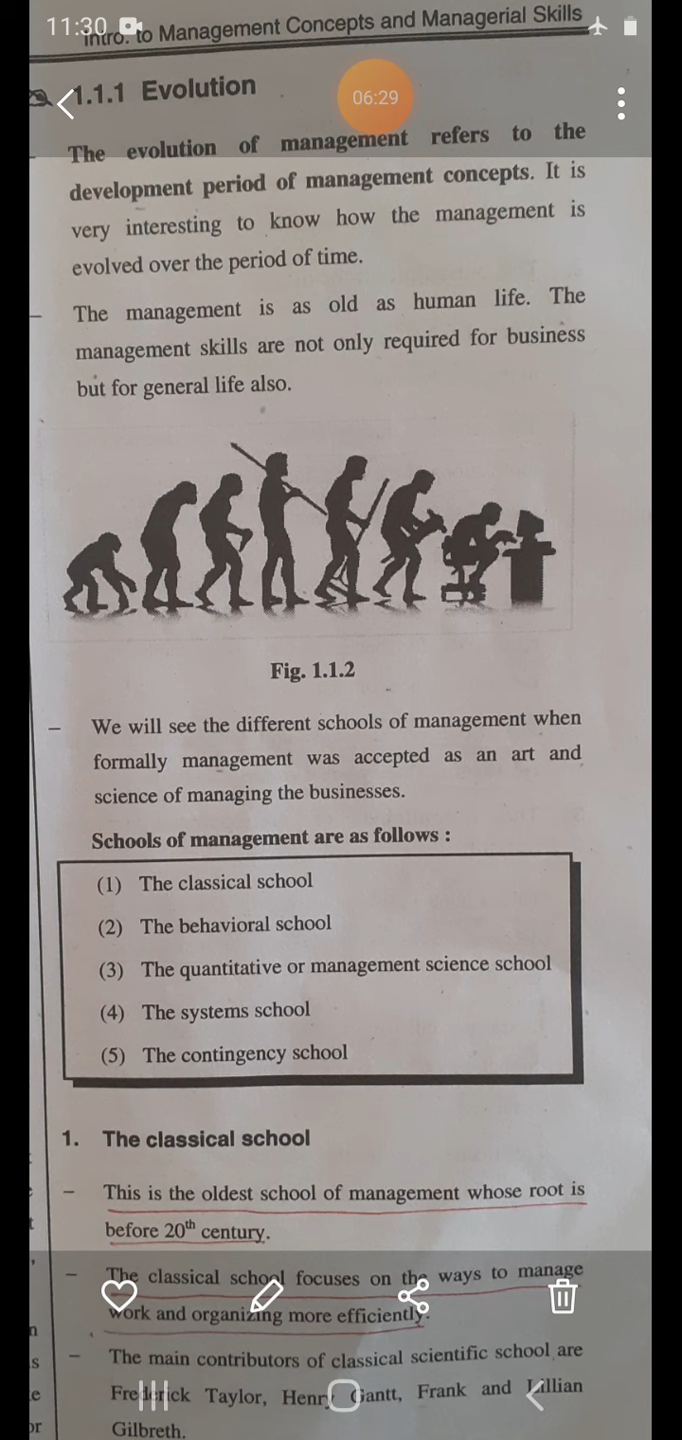 11:30
Intro. to Management Concepts and Managerial Skills
1.1.1 Evolution
06:29
The evolution of management refers to the
development period of management concepts. It is
very interesting to know how the management is
evolved over the period of time.
– The management is as old as human life. The
management skills are not only required for business
but for general life also.
Fig. 1.1.2
– We will see the different schools of management when
formally management was accepted as an art and
science of managing the businesses.
Schools of management are as follows :
(1) The classical school
(2) The behavioral school
(3) The quantitative or management science school
(4) The systems school
(5) The contingency school
1. The classical school
– This is the oldest school of management whose root is
before 20th century.
– The classical school focuses on the ways to manage
work and organizing more efficiently.
– The main contributors of classical scientific school are
Frederick Taylor, Henry Gantt, Frank and Lillian
Gilbreth.